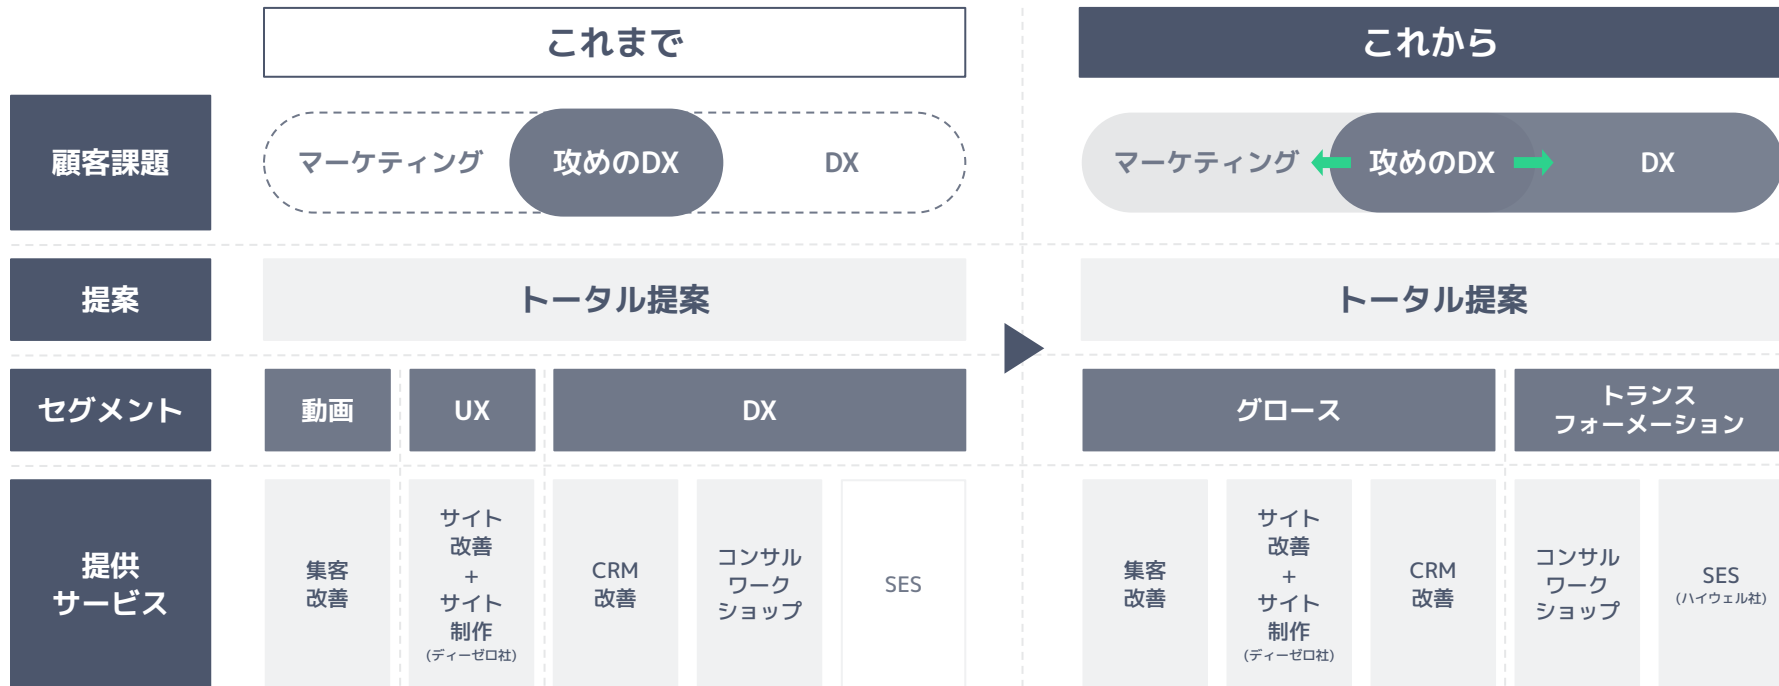 これまで
これから
顧客課題
マーケティング
攻めのDX
DX
マーケティング
攻めのDX
DX
提案
トータル提案
トータル提案
セグメント
動画
UX
DX
グロース
トランス
フォーメーション
提供
サービス
集客
改善
サイト
改善
+
サイト
制作
(ディーゼロ社)
CRM
改善
コンサル
ワーク
ショップ
SES
集客
改善
サイト
改善
+
サイト
制作
(ディーゼロ社)
CRM
改善
コンサル
ワーク
ショップ
SES
(ハイウェル社)